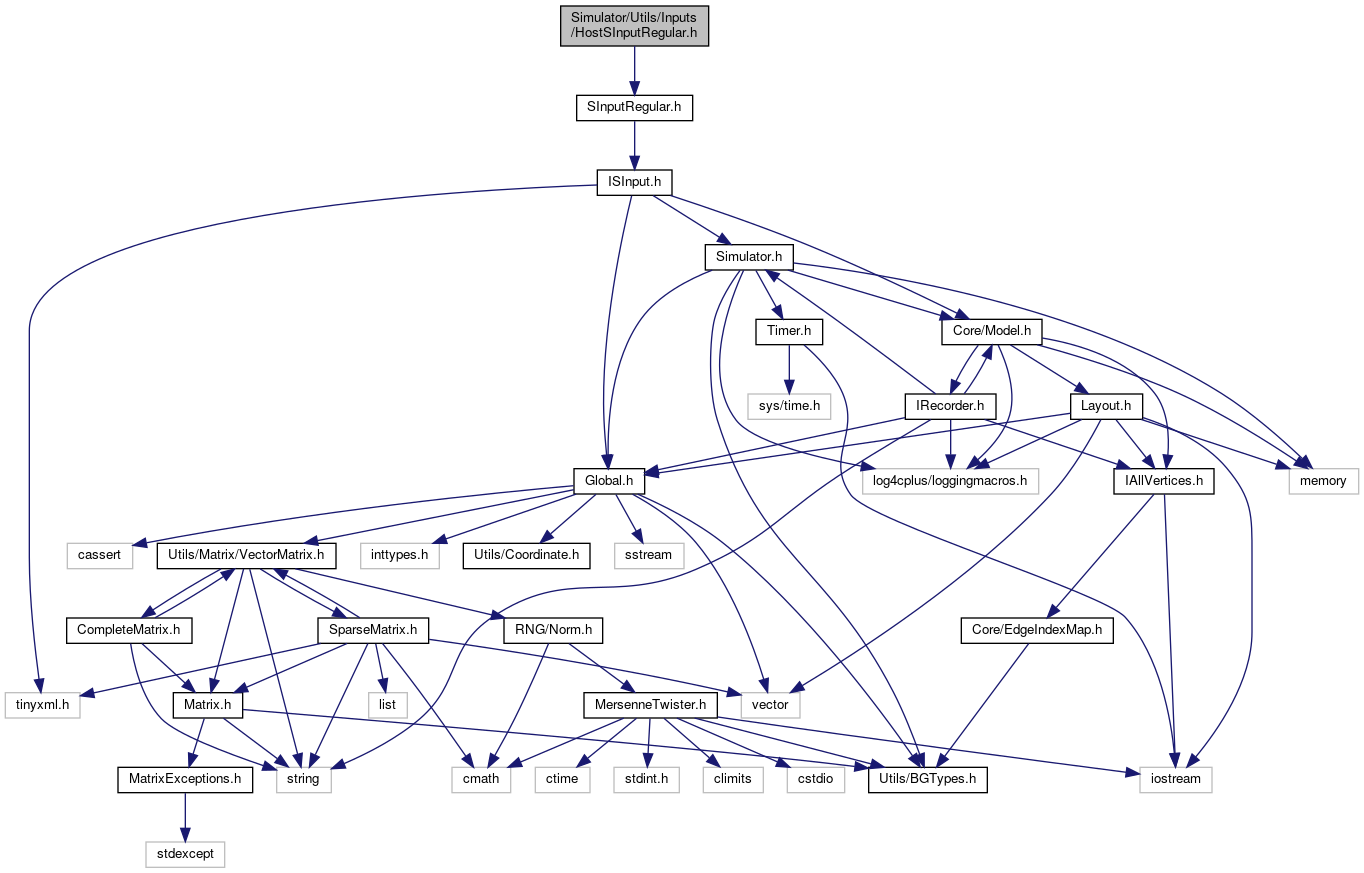 Simulator/Utils/Inputs
/HostSInputRegular.h
SInputRegular.h
ISInput.h
Simulator.h
Timer.h
Core/Model.h
sys/time.h
IRecorder.h
Layout.h
Global.h
log4cplus/loggingmacros.h
IAllVertices.h
memory
cassert
Utils/Matrix/VectorMatrix.h
inttypes.h
Utils/Coordinate.h
sstream
CompleteMatrix.h
SparseMatrix.h
RNG/Norm.h
Core/EdgeIndexMap.h
tinyxml.h
Matrix.h
list
MersenneTwister.h
vector
MatrixExceptions.h
string
cmath
ctime
stdint.h
climits
cstdio
Utils/BGTypes.h
iostream
stdexcept